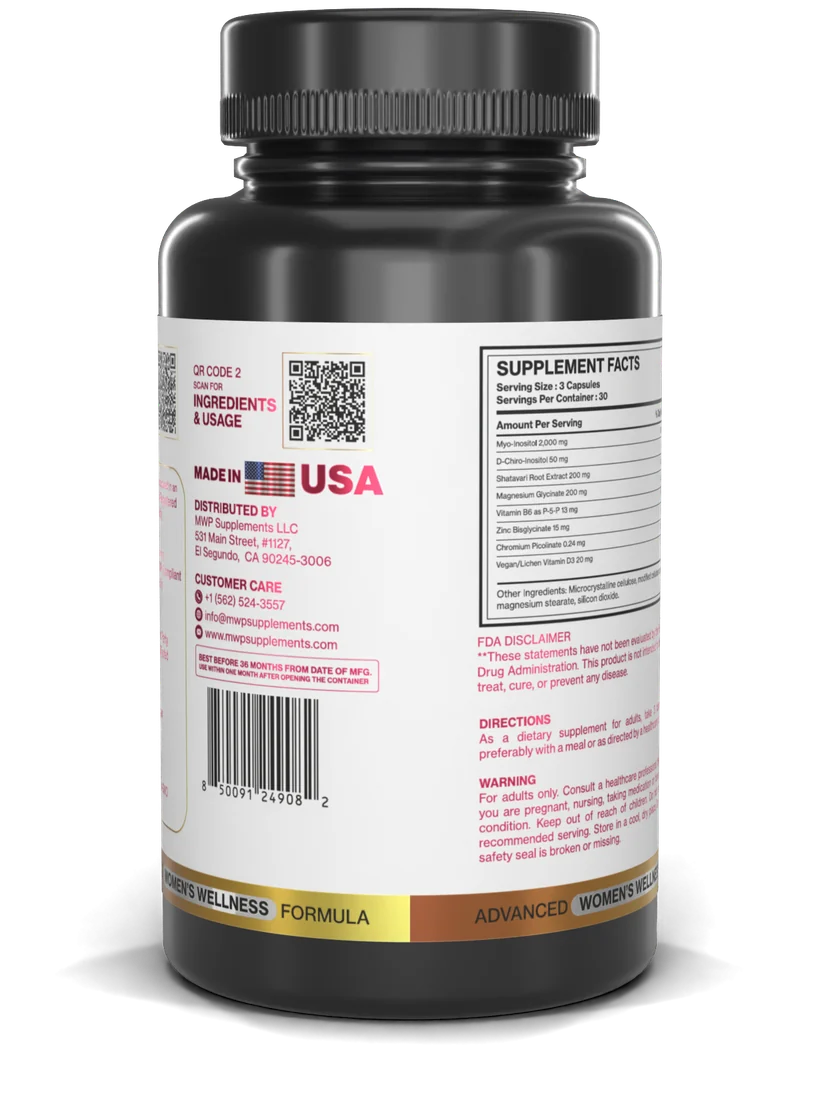 QR CODE 2
SCAN FOR
INGREDIENTS
& USAGE
MADE IN USA
DISTRIBUTED BY
MWP Supplements LLC
531 Main Street, #1127,
El Segundo, CA 90245-3006
CUSTOMER CARE
+1 (562) 524-3557
info@mwpsupplements.com
www.mwpsupplements.com
BEST BEFORE 36 MONTHS FROM DATE OF MFG.
USE WITHIN ONE MONTH AFTER OPENING THE CONTAINER
8 50091 24908 2
SUPPLEMENT FACTS
Serving Size : 3 Capsules
Servings Per Container : 30
Amount Per Serving
Myo-Inositol 2,000 mg
D-Chiro-Inositol 50 mg
Shatavari Root Extract 200 mg
Magnesium Glycinate 200 mg
Vitamin B6 as P-5-P 13 mg
Zinc Bisglycinate 15 mg
Chromium Picolinate 0.24 mg
Vegan/Lichen Vitamin D3 20 mg
Other Ingredients: Microcrystalline cellulose,
magnesium stearate, silicon dioxide.
FDA DISCLAIMER
**These statements have not been evaluated by
Drug Administration. This product is not
treat, cure, or prevent any disease.
DIRECTIONS
As a dietary supplement for adults, take
preferably with a meal or as directed by a
WARNING
For adults only. Consult a healthcare
you are pregnant, nursing, taking medication
condition. Keep out of reach of children. Do
recommended serving. Store in a cool, dry
safety seal is broken or missing.
WOMEN'S WELLNESS FORMULA
ADVANCED WOMEN'S